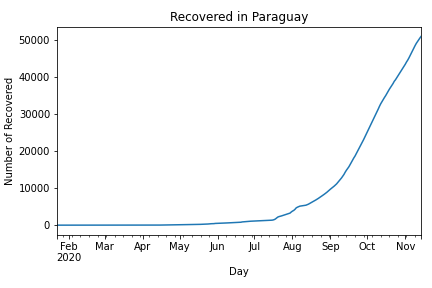 Recovered in Paraguay
Number of Recovered
50000
40000
30000
20000
10000
0
Feb Mar Apr May Jun Jul Aug Sep Oct Nov
2020
Day